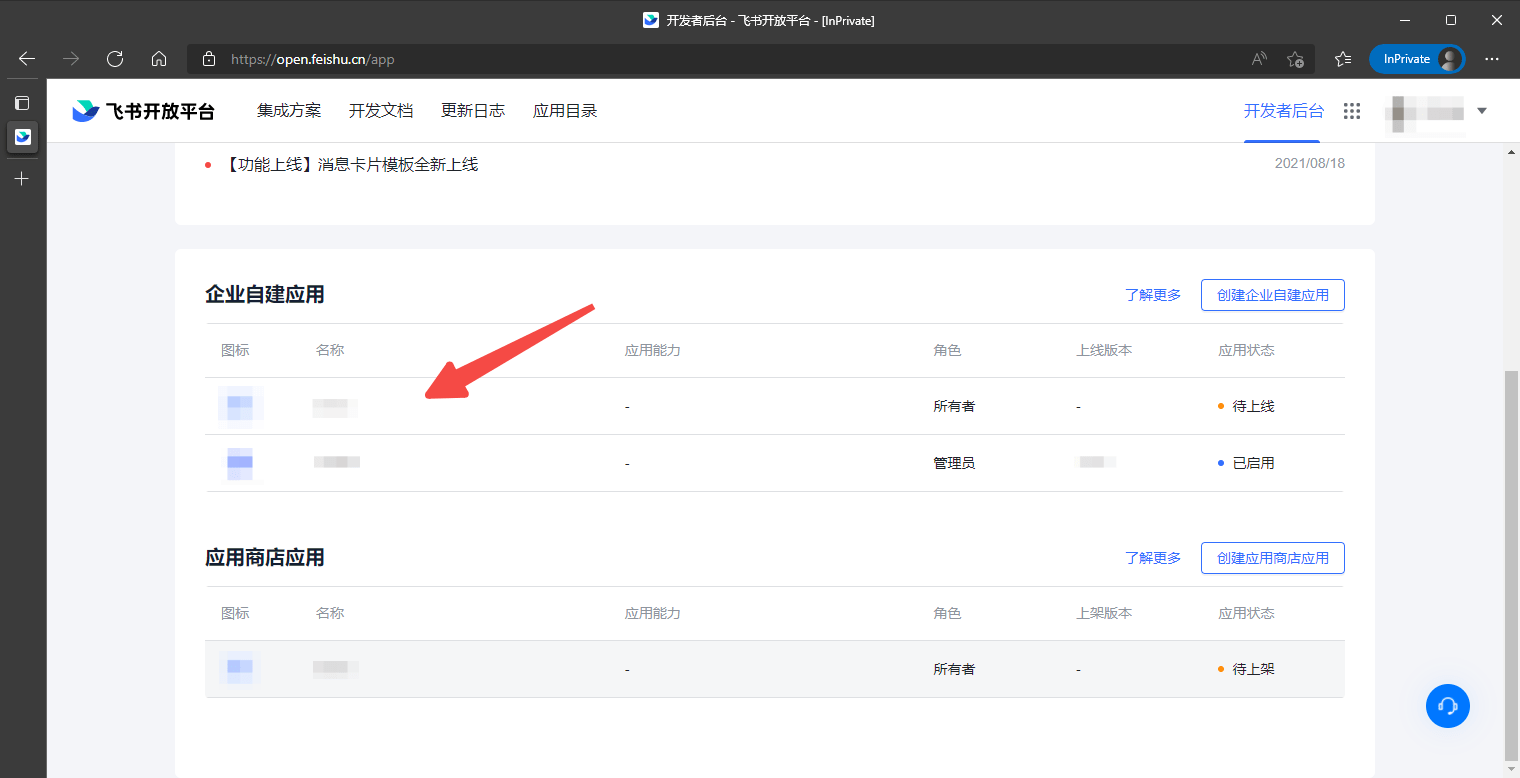 开发者后台 - 飞书开放平台 - [InPrivate]
https://open.feishu.cn/app
InPrivate
飞书开放平台 集成方案 开发文档 更新日志 应用目录 开发者后台
【功能上线】消息卡片模板全新上线 2021/08/18
企业自建应用 了解更多 创建企业自建应用
图标 名称 应用能力 角色 上线版本 应用状态
- 所有者 - 待上线
- 管理员 已启用
应用商店应用 了解更多 创建应用商店应用
图标 名称 应用能力 角色 上架版本 应用状态
- 所有者 - 待上架